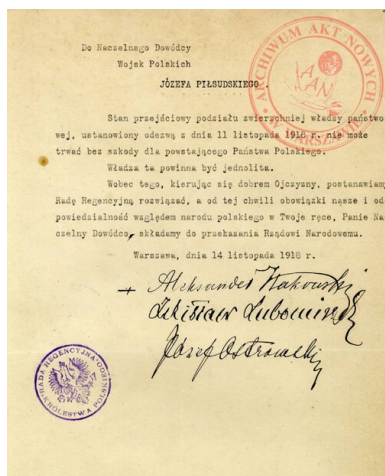 Do Naczelnego Dowódcy
Wojsk Polskich
JÓZEFA PIŁSUDSKIEGO.
Stan przejściowy podziału zwierzchniej władzy państwo
wej, ustanowiony odezwą z dnia 11 listopada 1918 r. nie może
trwać bez szkody dla powstającego Państwa Polskiego.
Władza ta powinna być jednolita.
Wobec tego, kierując się dobrem Ojczyzny, postanawiamy
Radę Regencyjną rozwiązać, a od tej chwili obowiązki nasze i od
powiedzialność względem narodu polskiego w Twoje ręce, Panie Na
czelny Dowódco, składamy do przekazania Rządowi Narodowemu.
Warszawa, dnia 14 listopada 1918 r.
+ Aleksander Kakowski
Zdzisław Lubomirski
Józef Ostrowski
ARCHIWUM AKT NOWYCH
W WARSZAWIE
AAN
RADA REGENCYJNA
KRÓLESTWA POLSKIEGO